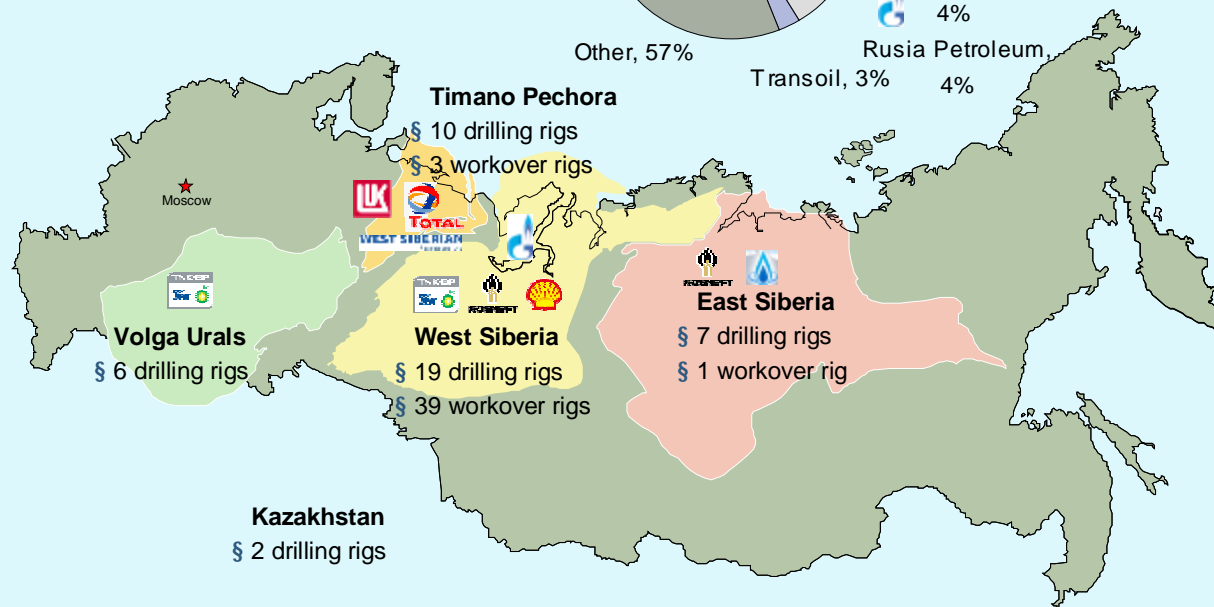 4%
Other, 57%
Rusia Petroleum,
Transoil, 3%
4%
Timano Pechora
§ 10 drilling rigs
§ 3 workover rigs
Moscow
LUK
TOTAL
WEST SIBERIAN
Volga Urals
§ 6 drilling rigs
West Siberia
§ 19 drilling rigs
§ 39 workover rigs
East Siberia
§ 7 drilling rigs
§ 1 workover rig
Kazakhstan
§ 2 drilling rigs